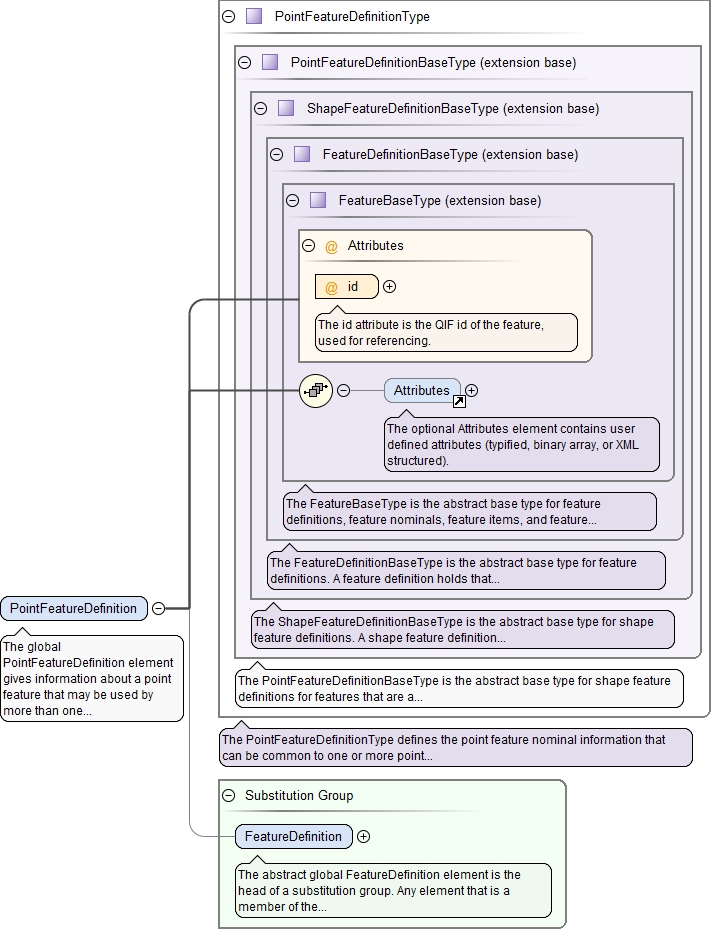 PointFeatureDefinitionType
PointFeatureDefinitionBaseType (extension base)
ShapeFeatureDefinitionBaseType (extension base)
FeatureDefinitionBaseType (extension base)
FeatureBaseType (extension base)
@ Attributes
@ id
The id attribute is the QIF id of the feature,
used for referencing.
Attributes
The optional Attributes element contains user
defined attributes (typified, binary array, or XML
structured).
The FeatureBaseType is the abstract base type for feature
definitions, feature nominals, feature items, and feature...
The FeatureDefinitionBaseType is the abstract base type for feature
definitions. A feature definition holds that...
The ShapeFeatureDefinitionBaseType is the abstract base type for shape
feature definitions. A shape feature definition...
The PointFeatureDefinitionBaseType is the abstract base type for shape feature
definitions for features that are a...
The PointFeatureDefinitionType defines the point feature nominal information that
can be common to one or more point...
PointFeatureDefinition
The global
PointFeatureDefinition element
gives information about a point
feature that may be used by
more than one...
Substitution Group
FeatureDefinition
The abstract global FeatureDefinition element is the
head of a substitution group. Any element that is a
member of the...